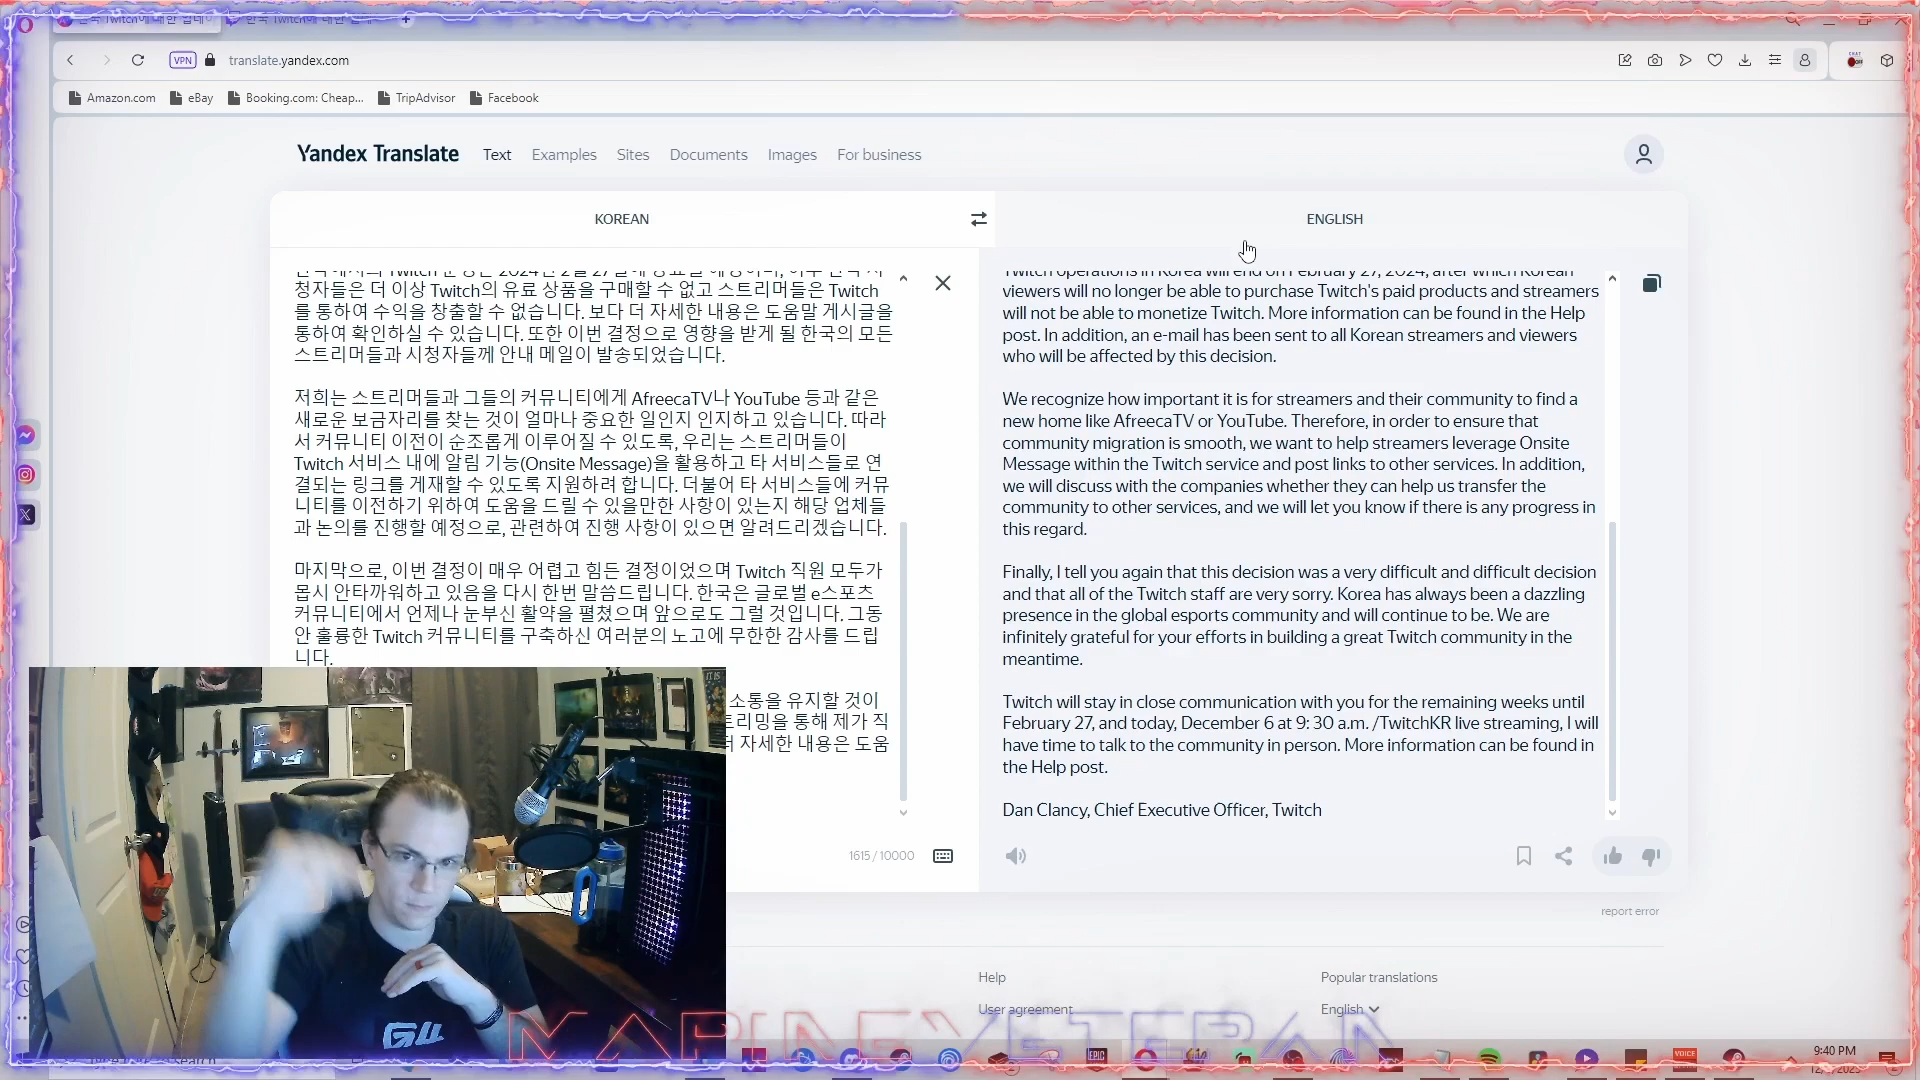 translate.yandex.com
VPN
Amazon.com
eBay
Booking.com: Cheap...
TripAdvisor
Facebook
Yandex Translate
Text
Examples
Sites
Documents
Images
For business
KOREAN
ENGLISH
청자들은 더 이상 Twitch의 유료 상품을 구매할 수 없고 스트리머들은 Twitch
를 통하여 수익을 창출할 수 없습니다. 보다 더 자세한 내용은 도움말 게시글을
통하여 확인하실 수 있습니다. 또한 이번 결정으로 영향을 받게 될 한국의 모든
스트리머들과 시청자들께 안내 메일이 발송되었습니다.
저희는 스트리머들과 그들의 커뮤니티에게 AfreecaTV나 YouTube 등과 같은
새로운 보금자리를 찾는 것이 얼마나 중요한 일인지 인지하고 있습니다. 따라
서 커뮤니티 이전이 순조롭게 이루어질 수 있도록, 우리는 스트리머들이
Twitch 서비스 내에 알림 기능(Onsite Message)을 활용하고 타 서비스들로 연
결되는 링크를 게재할 수 있도록 지원하려 합니다. 더불어 타 서비스들에 커뮤
니티를 이전하기 위하여 도움을 드릴 수 있을만한 사항이 있는지 해당 업체들
과 논의를 진행할 예정으로, 관련하여 진행 사항이 있으면 알려드리겠습니다.
마지막으로, 이번 결정이 매우 어렵고 힘든 결정이었으며 Twitch 직원 모두가
몹시 안타까워하고 있음을 다시 한번 말씀드립니다. 한국은 글로벌 e스포츠
커뮤니티에서 언제나 눈부신 활약을 펼쳤으며 앞으로도 그럴 것입니다. 그동
안 훌륭한 Twitch 커뮤니티를 구축하신 여러분의 노고에 무한한 감사를 드립
니다.
소통을 유지할 것이
트리밍을 통해 제가 직
더 자세한 내용은 도움
1615 / 10000
Twitch operations in Korea will end on February 27, 2024, after which Korean
viewers will no longer be able to purchase Twitch's paid products and streamers
will not be able to monetize Twitch. More information can be found in the Help
post. In addition, an e-mail has been sent to all Korean streamers and viewers
who will be affected by this decision.
We recognize how important it is for streamers and their community to find a
new home like AfreecaTV or YouTube. Therefore, in order to ensure that
community migration is smooth, we want to help streamers leverage Onsite
Message within the Twitch service and post links to other services. In addition,
we will discuss with the companies whether they can help us transfer the
community to other services, and we will let you know if there is any progress in
this regard.
Finally, I tell you again that this decision was a very difficult and difficult decision
and that all of the Twitch staff are very sorry. Korea has always been a dazzling
presence in the global esports community and will continue to be. We are
infinitely grateful for your efforts in building a great Twitch community in the
meantime.
Twitch will stay in close communication with you for the remaining weeks until
February 27, and today, December 6 at 9: 30 a.m. /TwitchKR live streaming, I will
have time to talk to the community in person. More information can be found in
the Help post.
Dan Clancy, Chief Executive Officer, Twitch
report error
Help
Popular translations
User agreement
English
G4
MARINEVETERAN
EPIC
VOICE
9:40 PM